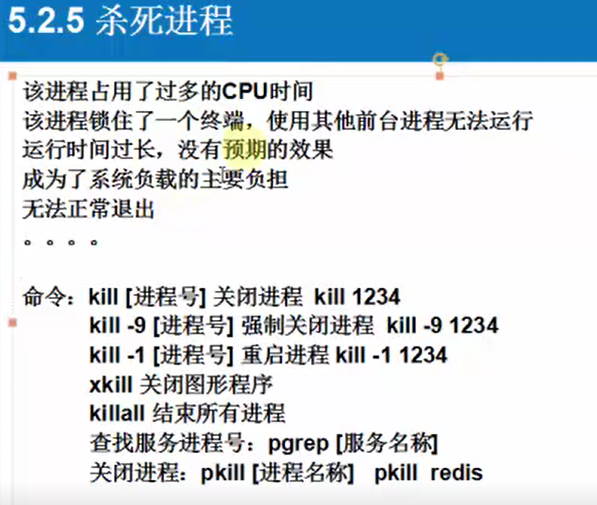 5.2.5 杀死进程
该进程占用了过多的CPU时间
该进程锁住了一个终端，使用其他前台进程无法运行
运行时间过长，没有预期的效果
成为了系统负载的主要负担
无法正常退出
。。。。
命令：kill [进程号] 关闭进程 kill 1234
kill -9 [进程号] 强制关闭进程 kill -9 1234
kill -1 [进程号] 重启进程 kill -1 1234
xkill 关闭图形程序
killall 结束所有进程
查找服务进程号：pgrep [服务名称]
关闭进程：pkill [进程名称] pkill redis